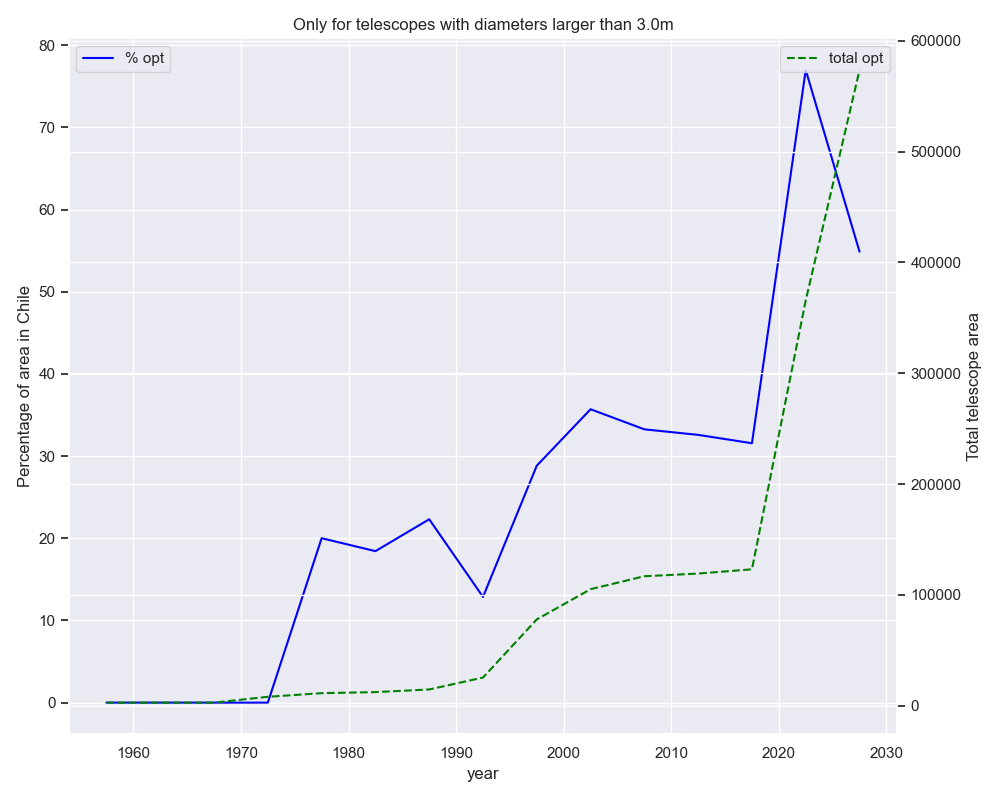 Only for telescopes with diameters larger than 3.0m
% opt
total opt
Percentage of area in Chile
80
70
60
50
40
30
20
10
0
600000
500000
400000
300000
200000
100000
0
Total telescope area
1960 1970 1980 1990 2000 2010 2020 2030
year